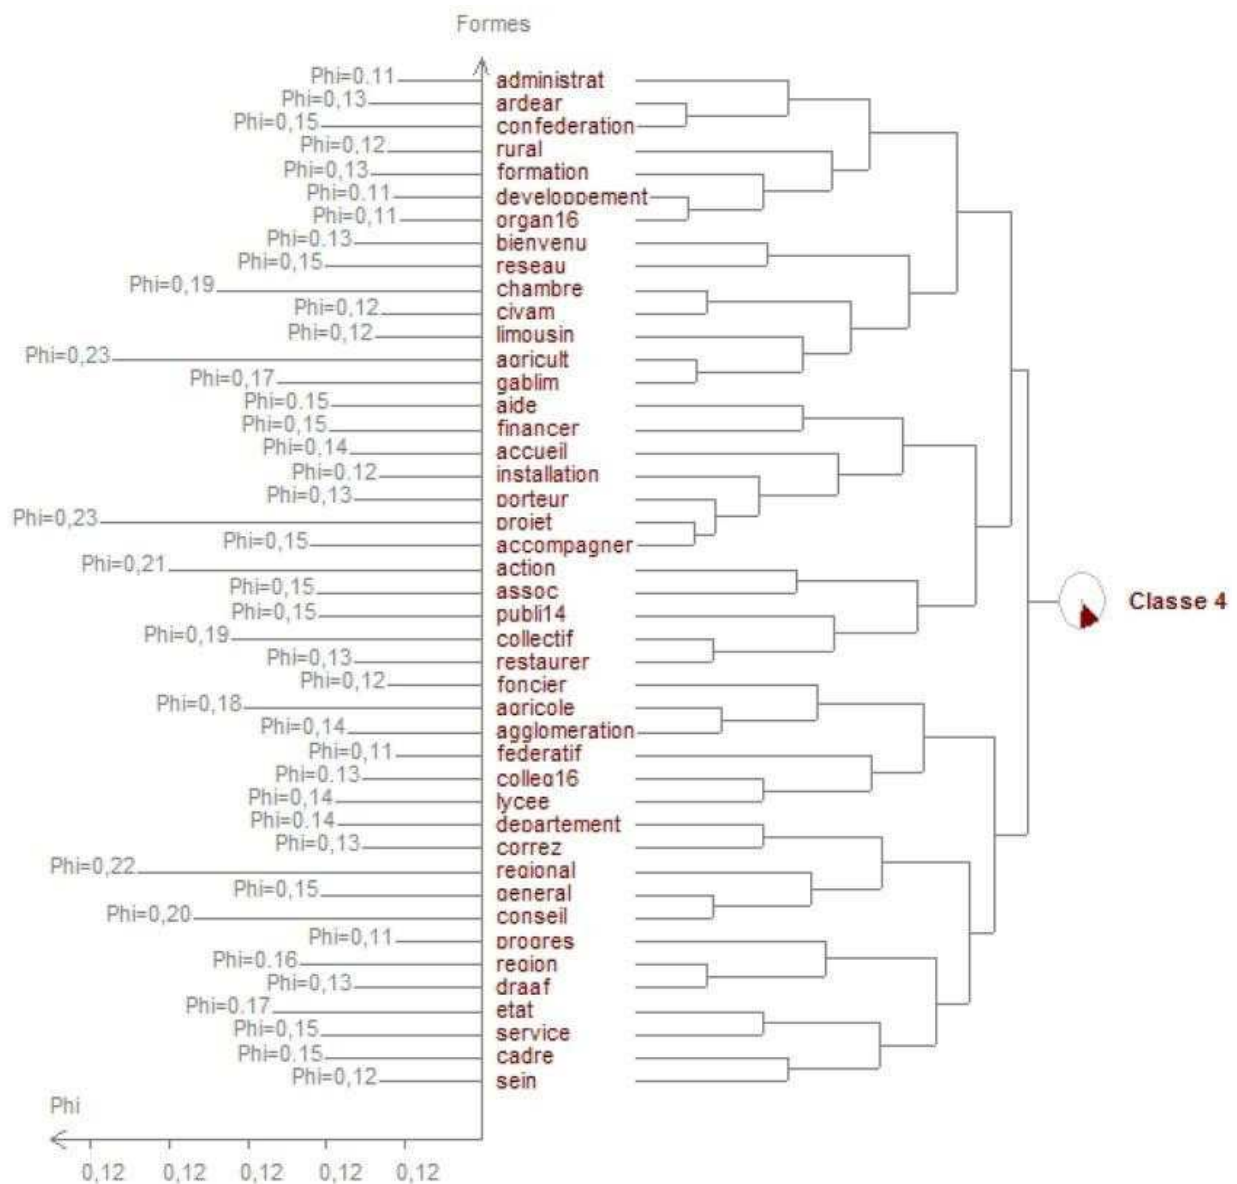 Formes
Phi=0.11 administrat
Phi=0,13 ardear
Phi=0,15 confederation
Phi=0,12 rural
Phi=0,13 formation
Phi=0.11 developpement
Phi=0,11 organ16
Phi=0.13 bienvenu
Phi=0,15 reseau
Phi=0,19 chambre
Phi=0,12 civam
Phi=0,12 limousin
Phi=0,23 agricult
Phi=0,17 gablim
Phi=0.15 aide
Phi=0,15 financer
Phi=0.14 accueil
Phi=0.12 installation
Phi=0,13 porteur
Phi=0,23 projet
Phi=0,15 accompagner
Phi=0,21 action
Phi=0,15 assoc
Phi=0,15 publi14
Phi=0,19 collectif
Phi=0,13 restaurer
Phi=0,12 foncier
Phi=0,18 agricole
Phi=0,14 agglomeration
Phi=0,11 federatif
Phi=0.13 colleg16
Phi=0,14 lycee
Phi=0.14 departement
Phi=0,13 correz
Phi=0,22 regional
Phi=0,15 general
Phi=0,20 conseil
Phi=0,11 progres
Phi=0.16 region
Phi=0,13 draaf
Phi=0.17 etat
Phi=0,15 service
Phi=0.15 cadre
Phi=0,12 sein
Classe 4
Phi
0,12 0,12 0,12 0,12 0,12